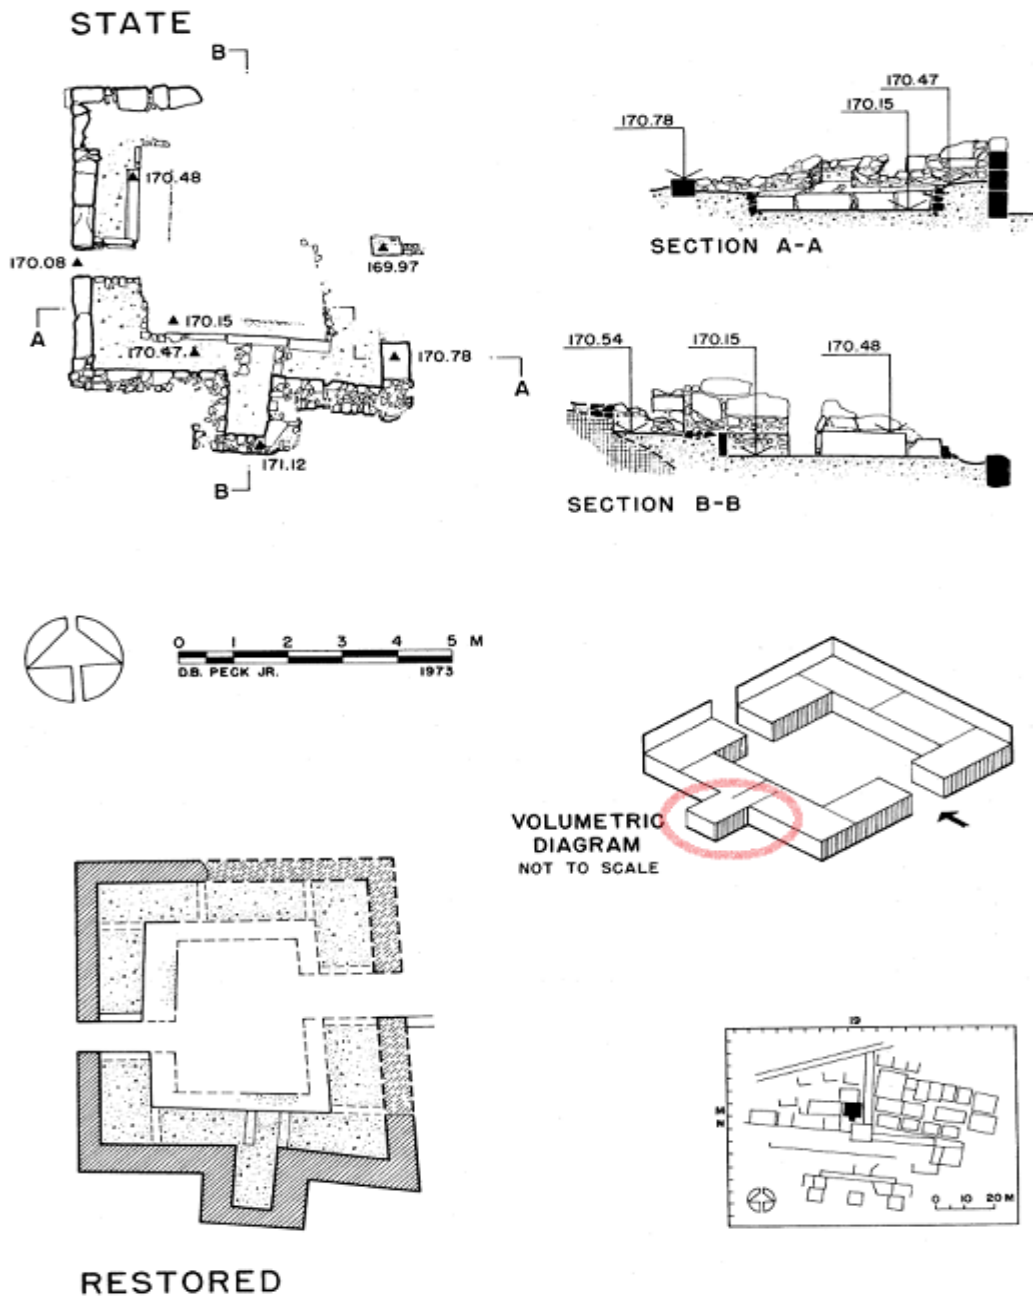 STATE
B
170.47
170.15
170.78
170.48
170.08
169.97
SECTION A-A
A
170.15
170.47
170.78
A
170.54
170.15
170.48
171.12
B
SECTION B-B
0 1 2 3 4 5 M
D.B. PECK JR. 1973
VOLUMETRIC
DIAGRAM
NOT TO SCALE
19
M
N
0 10 20 M
RESTORED